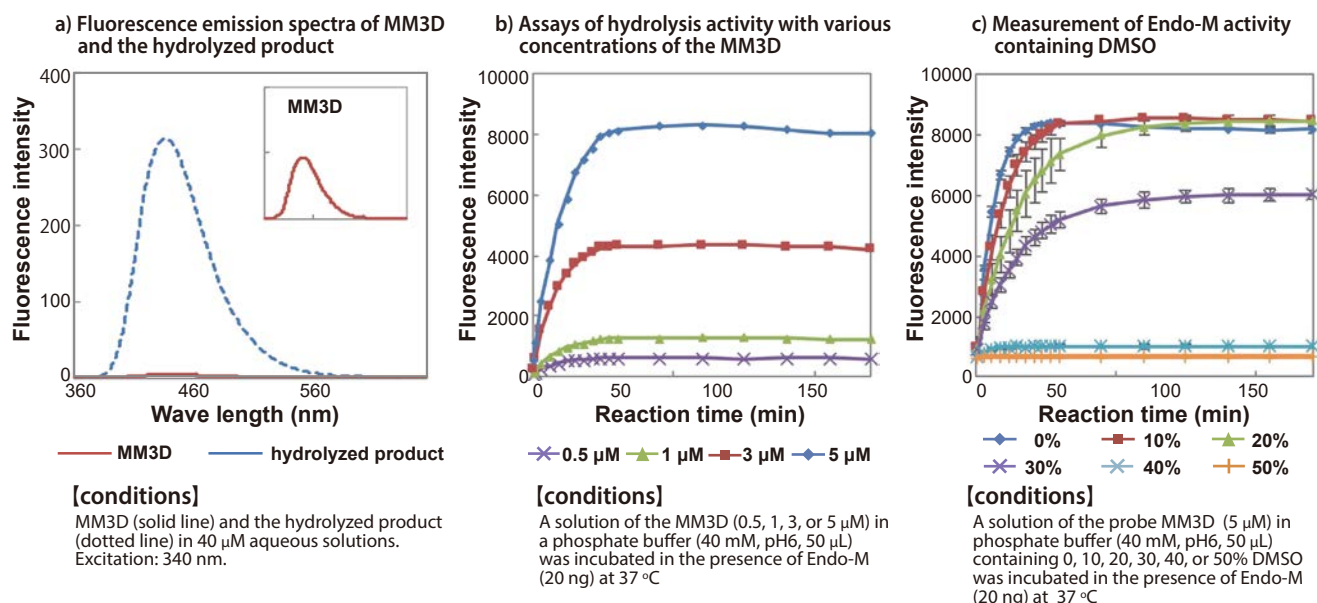 a) Fluorescence emission spectra of MM3D
and the hydrolyzed product
400
300
200
100
0
Fluorescence intensity
MM3D
360
460
560
Wave length (nm)
MM3D
hydrolyzed product
【conditions】
MM3D (solid line) and the hydrolyzed product
(dotted line) in 40 μM aqueous solutions.
Excitation: 340 nm.
b) Assays of hydrolysis activity with various
concentrations of the MM3D
10000
8000
6000
4000
2000
0
Fluorescence intensity
0
50
100
150
Reaction time (min)
0.5 μM
1 μM
3 μM
5 μM
【conditions】
A solution of the MM3D (0.5, 1, 3, or 5 μM) in
a phosphate buffer (40 mM, pH6, 50 μL)
was incubated in the presence of Endo-M
(20 ng) at 37 ºC
c) Measurement of Endo-M activity
containing DMSO
10000
8000
6000
4000
2000
0
Fluorescence intensity
0
50
100
150
Reaction time (min)
0%
10%
20%
30%
40%
50%
【conditions】
A solution of the probe MM3D (5 μM) in
phosphate buffer (40 mM, pH6, 50 μL)
containing 0, 10, 20, 30, 40, or 50% DMSO
was incubated in the presence of Endo-M
(20 ng) at 37 ºC